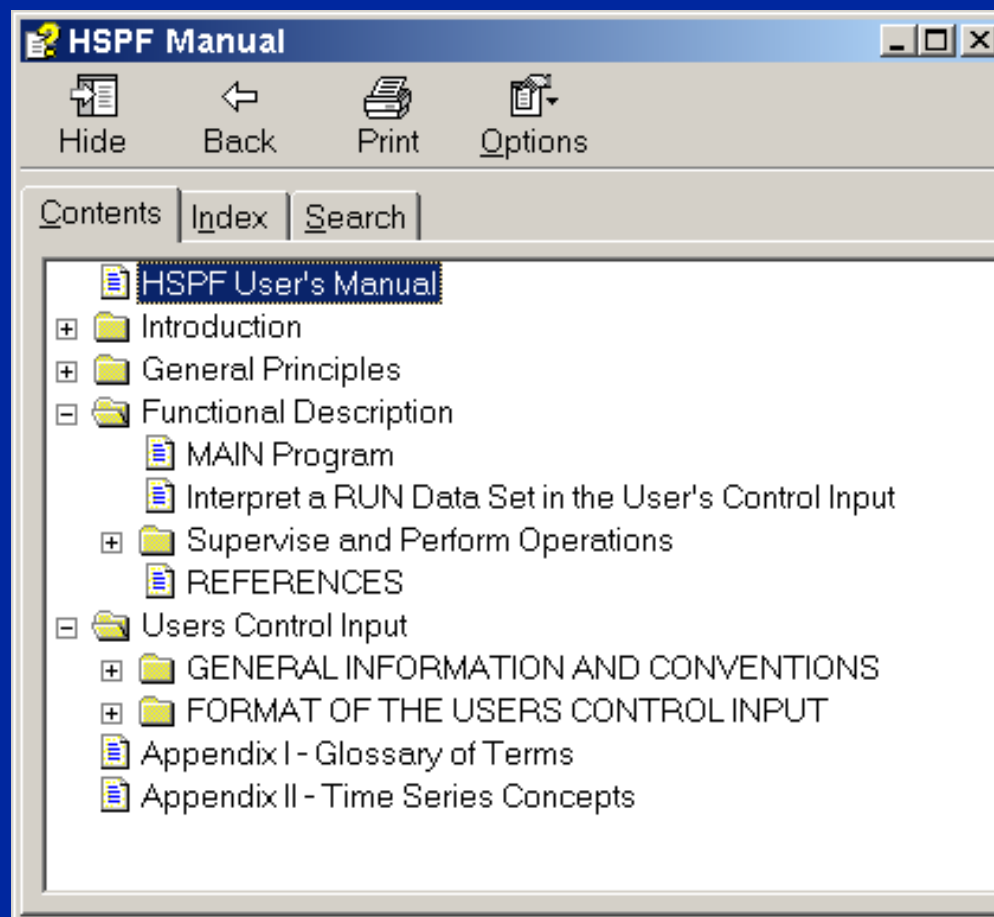 HSPF Manual
Hide Back Print Options
Contents Index Search
HSPF User's Manual
Introduction
General Principles
Functional Description
MAIN Program
Interpret a RUN Data Set in the User's Control Input
Supervise and Perform Operations
REFERENCES
Users Control Input
GENERAL INFORMATION AND CONVENTIONS
FORMAT OF THE USERS CONTROL INPUT
Appendix I - Glossary of Terms
Appendix II - Time Series Concepts